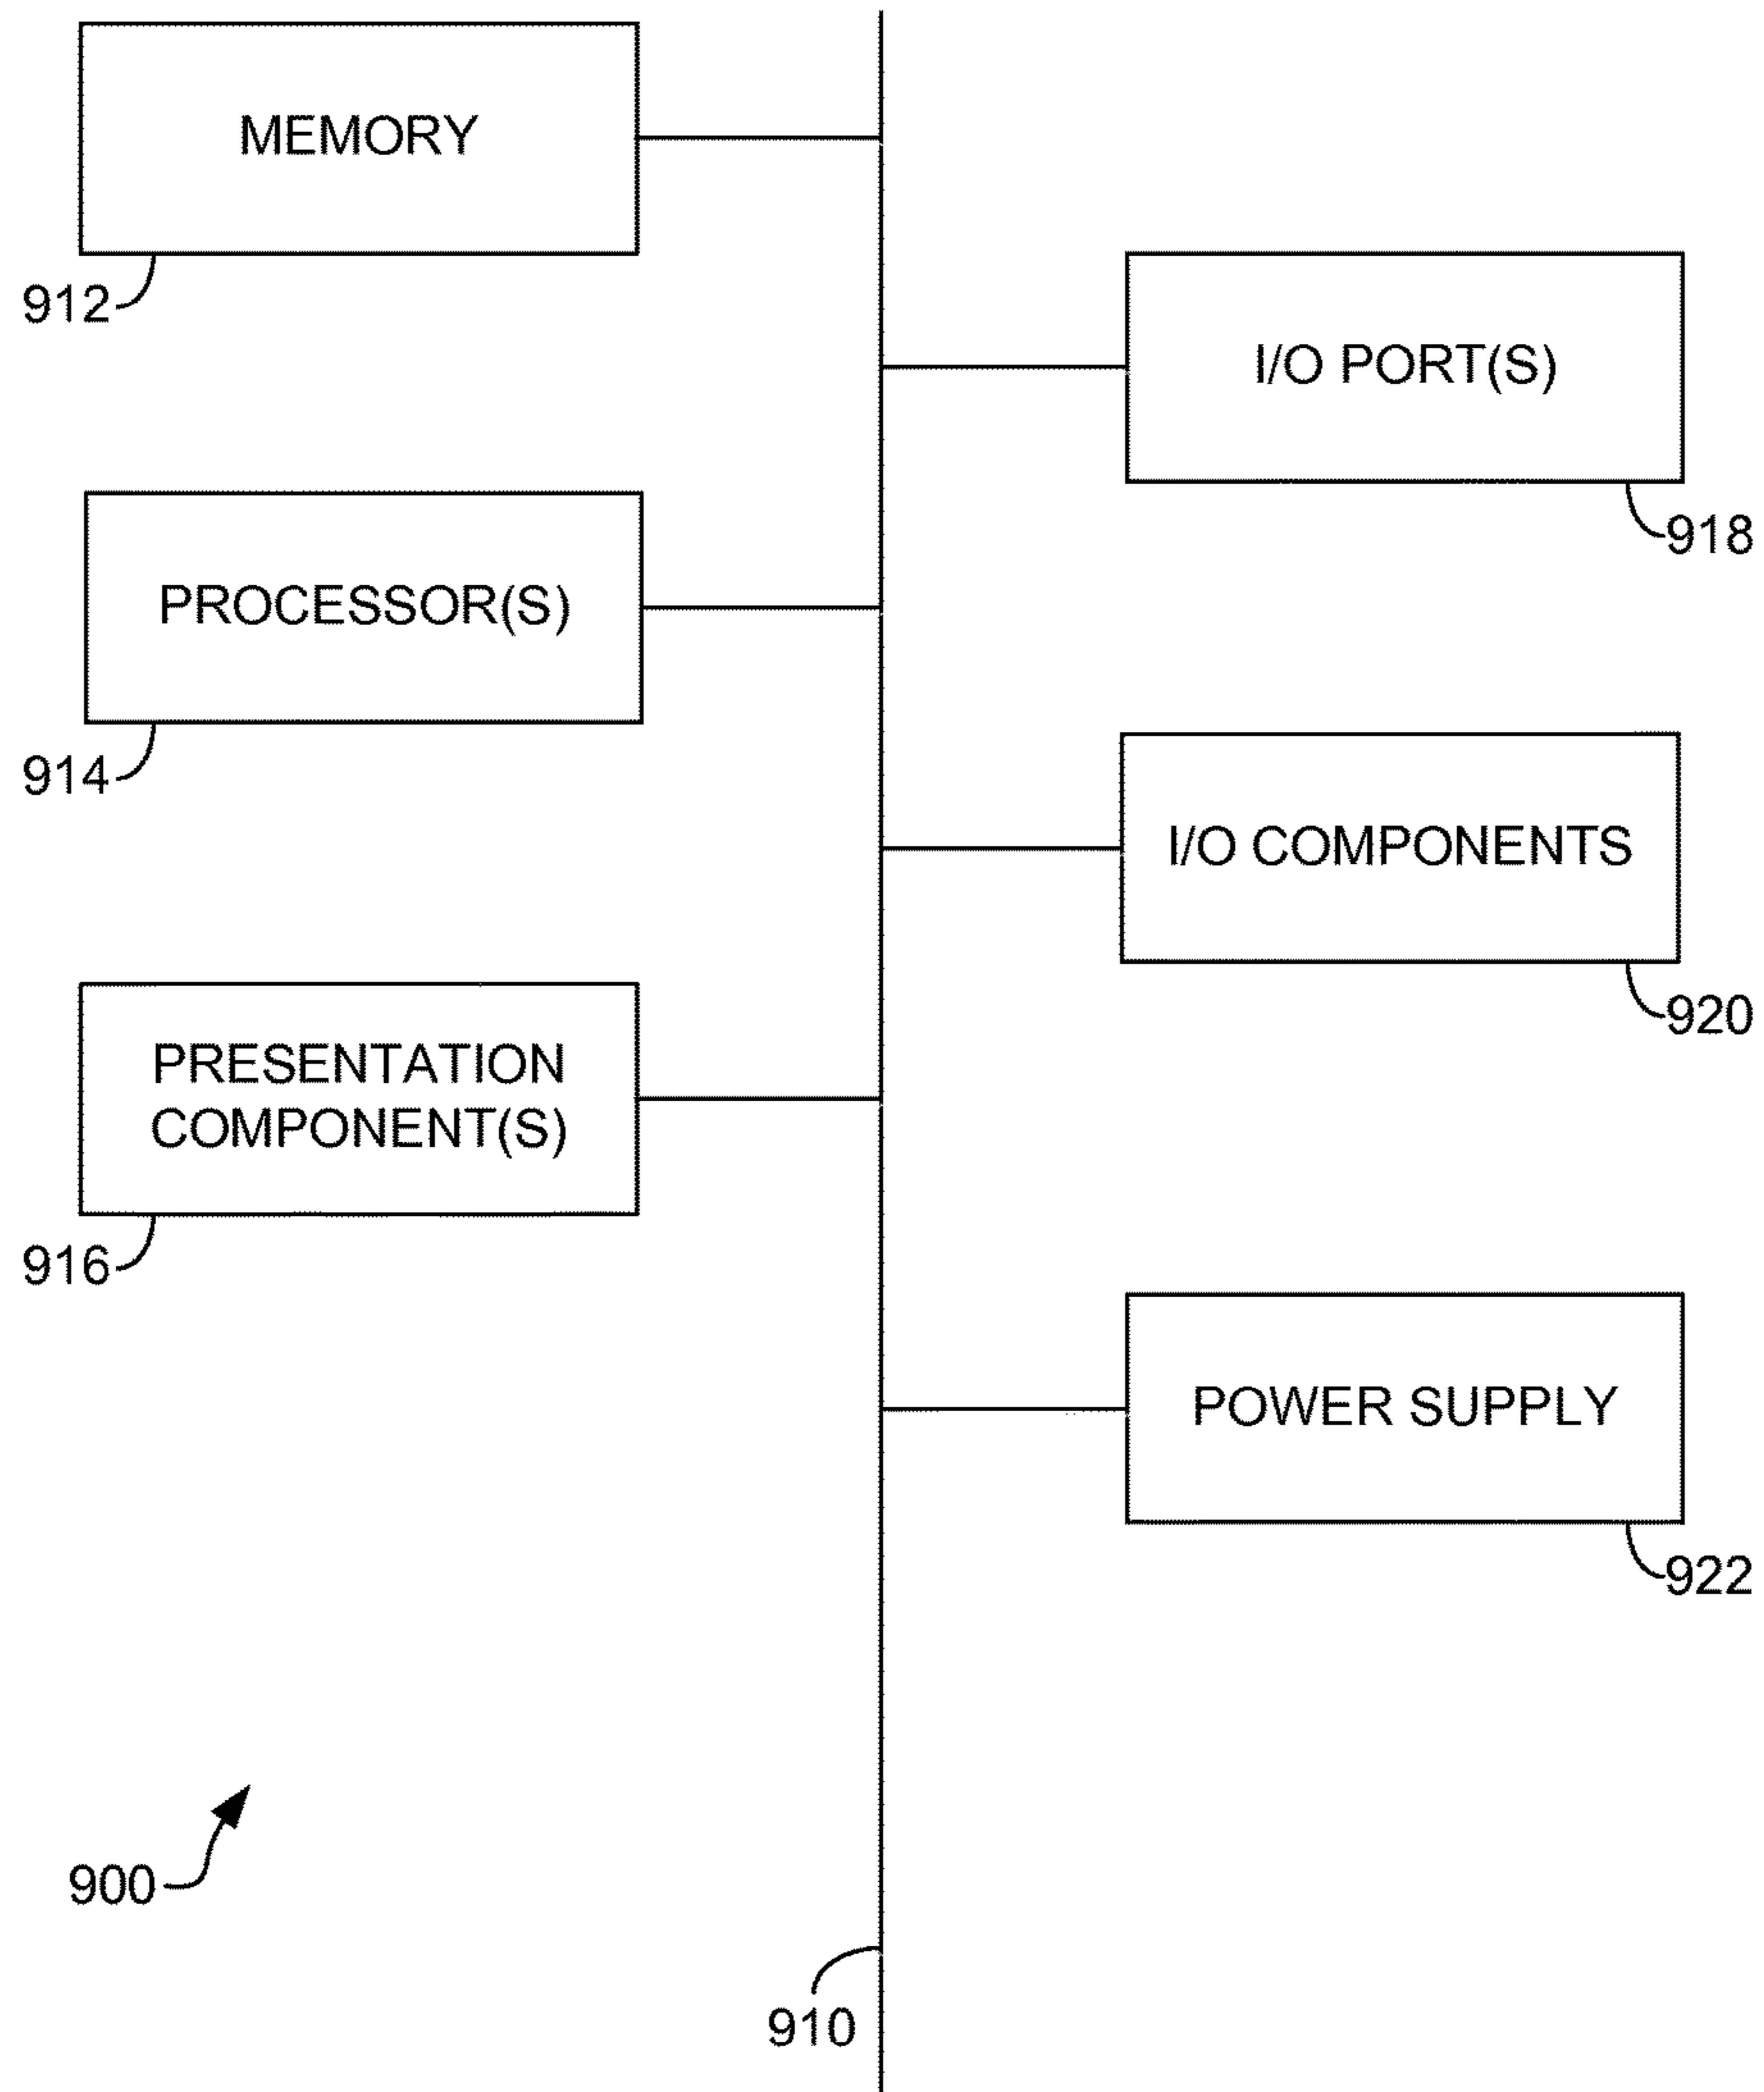 MEMORY
912
I/O PORT(S)
918
PROCESSOR(S)
914
I/O COMPONENTS
920
PRESENTATION
COMPONENT(S)
916
POWER SUPPLY
922
900
910